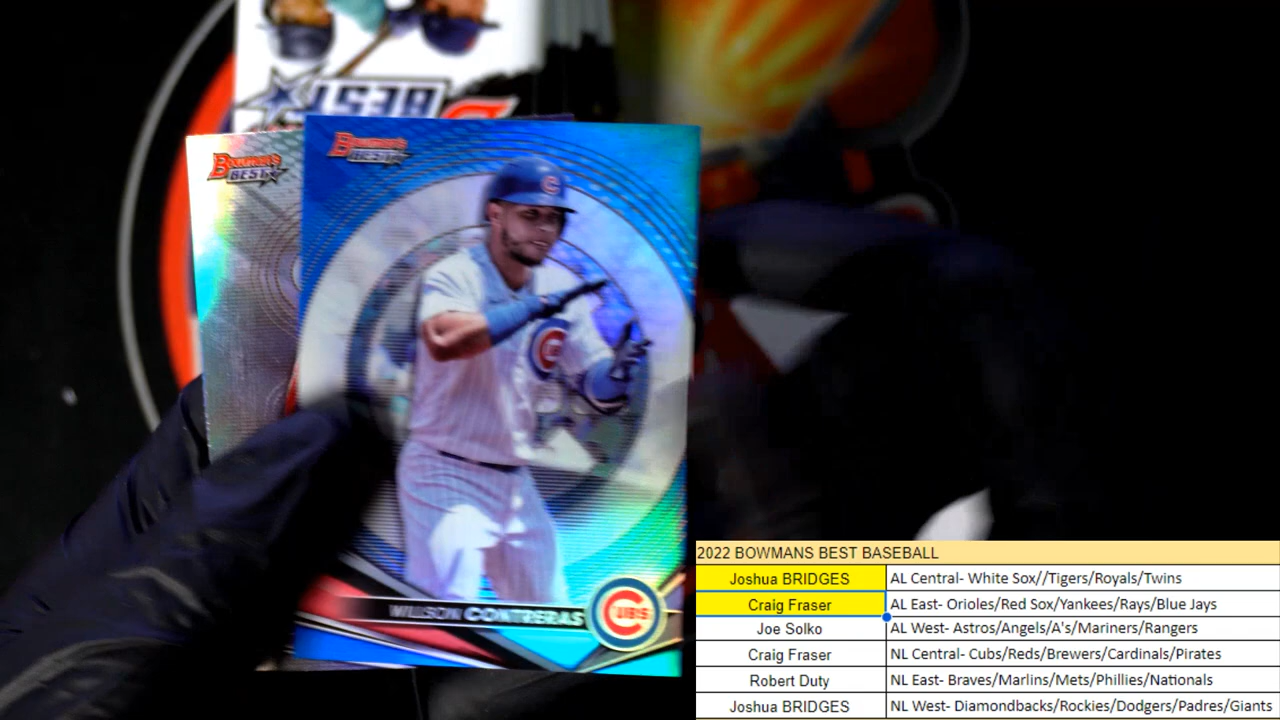 BEST
BOWMAN'S
BEST
BOWMAN'S
BEST
C
C
WILLSON CONTRERAS
CUBS
2022 BOWMANS BEST BASEBALL
Joshua BRIDGES AL Central- White Sox//Tigers/Royals/Twins
Craig Fraser AL East- Orioles/Red Sox/Yankees/Rays/Blue Jays
Joe Solko AL West- Astros/Angels/A's/Mariners/Rangers
Craig Fraser NL Central- Cubs/Reds/Brewers/Cardinals/Pirates
Robert Duty NL East- Braves/Marlins/Mets/Phillies/Nationals
Joshua BRIDGES NL West- Diamondbacks/Rockies/Dodgers/Padres/Giants